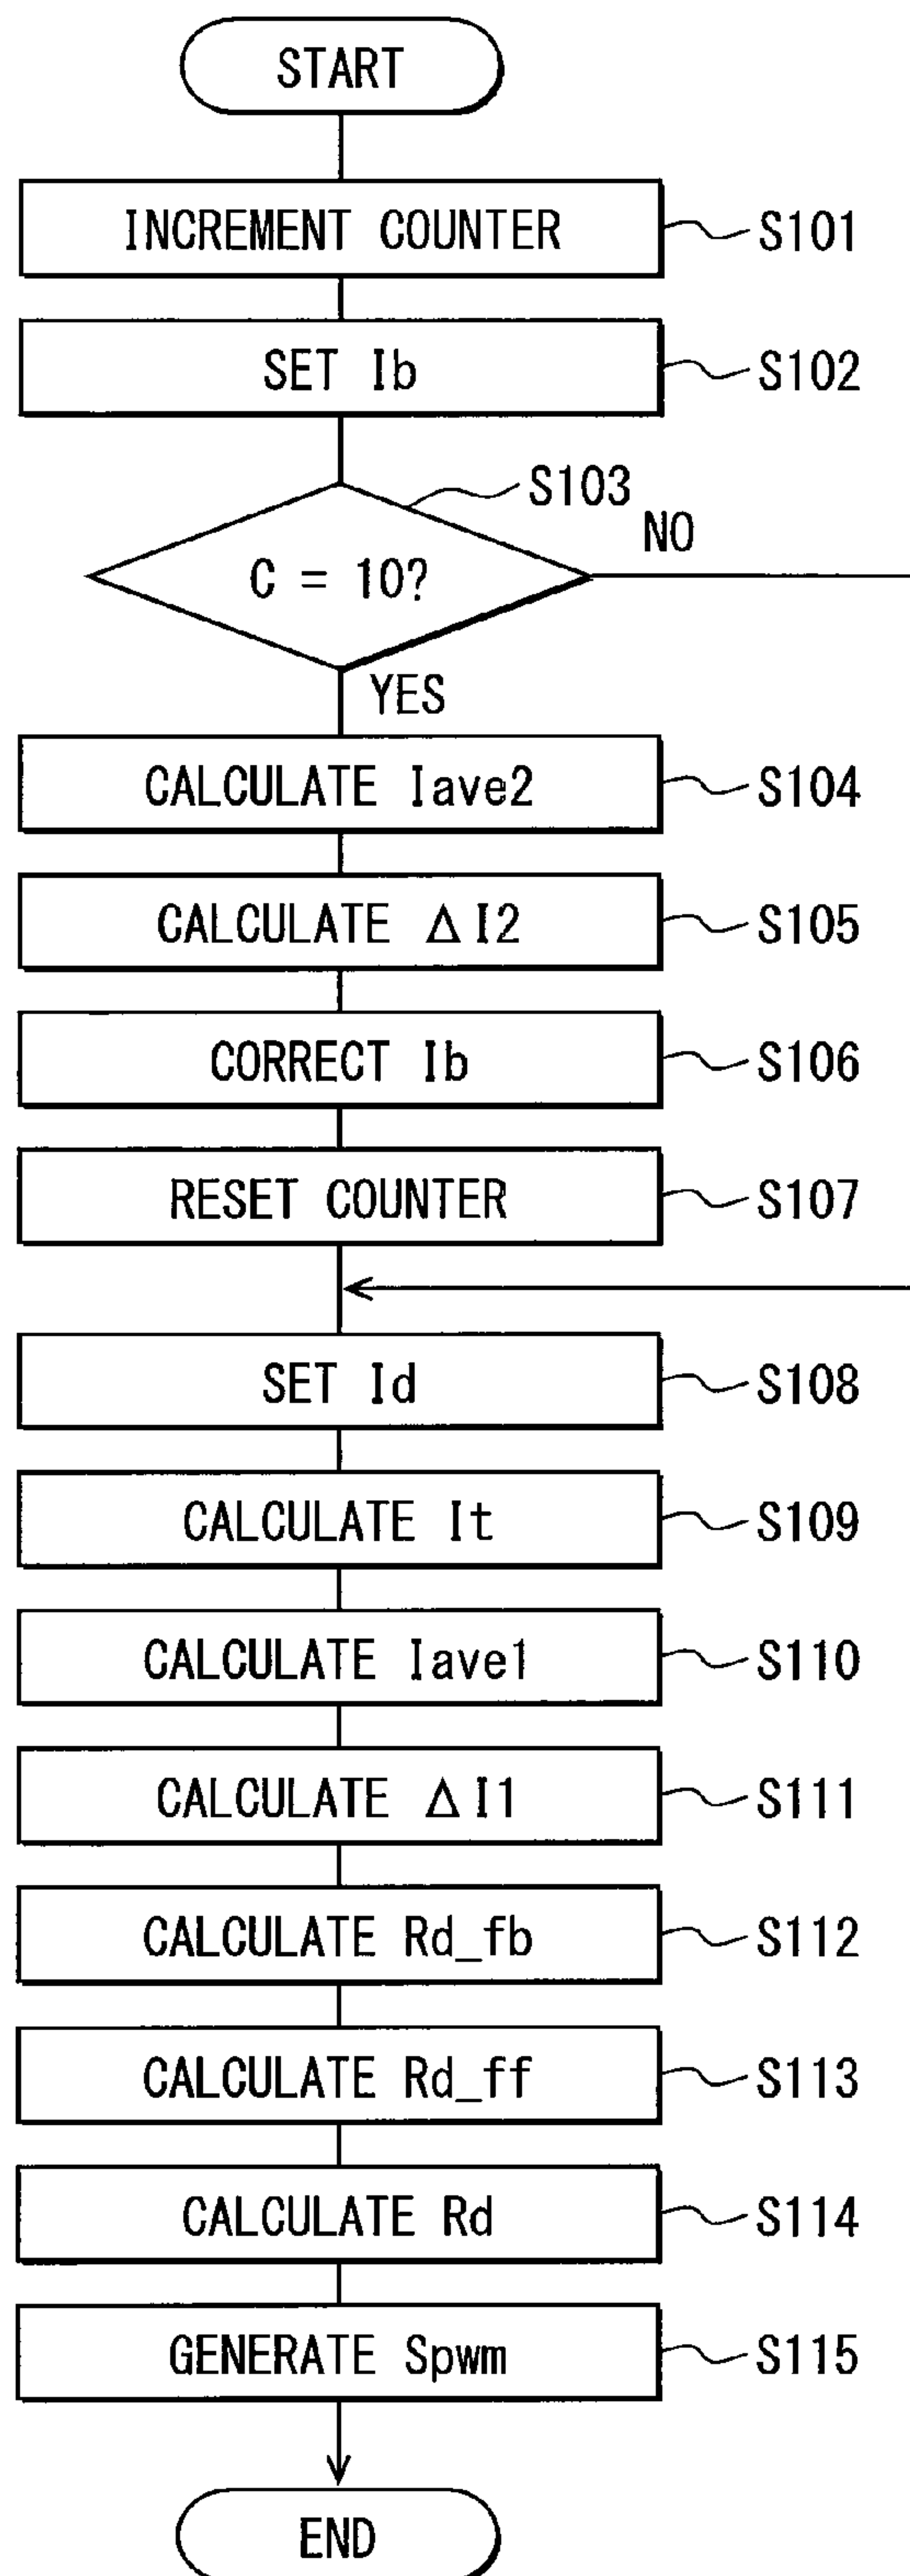 START
INCREMENT COUNTER
S101
SET Ib
S102
S103
C = 10?
NO
YES
CALCULATE Iave2
S104
CALCULATE ΔI2
S105
CORRECT Ib
S106
RESET COUNTER
S107
SET Id
S108
CALCULATE It
S109
CALCULATE Iave1
S110
CALCULATE ΔI1
S111
CALCULATE Rd_fb
S112
CALCULATE Rd_ff
S113
CALCULATE Rd
S114
GENERATE Spwm
S115
END